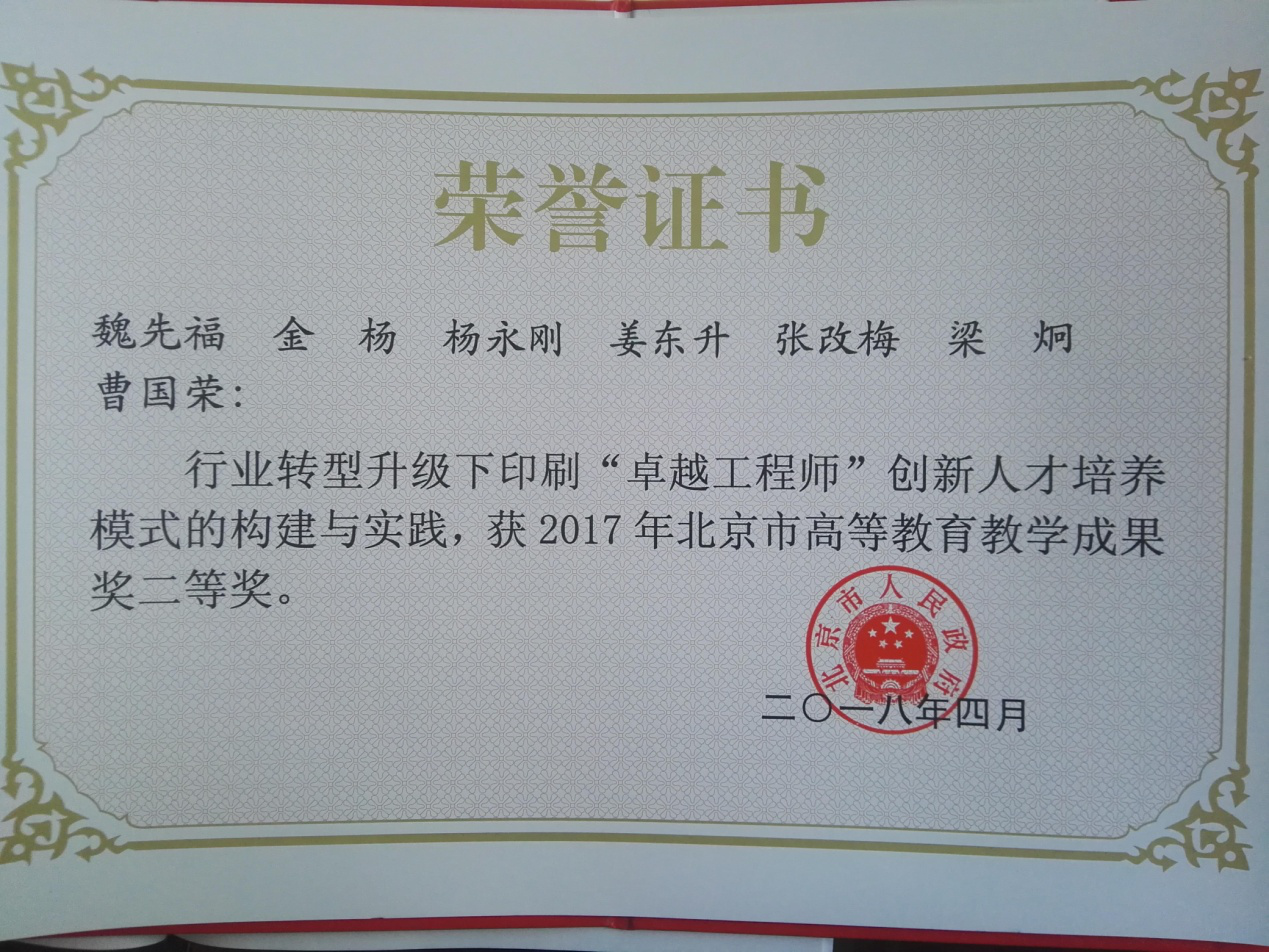 荣誉证书
魏先福 金 杨 杨永刚 姜东升 张改梅 梁 炯
曹国荣:
行业转型升级下印刷“卓越工程师”创新人才培养
模式的构建与实践,获2017年北京市高等教育教学成果
奖二等奖。
北京市人民政府
二〇一八年四月